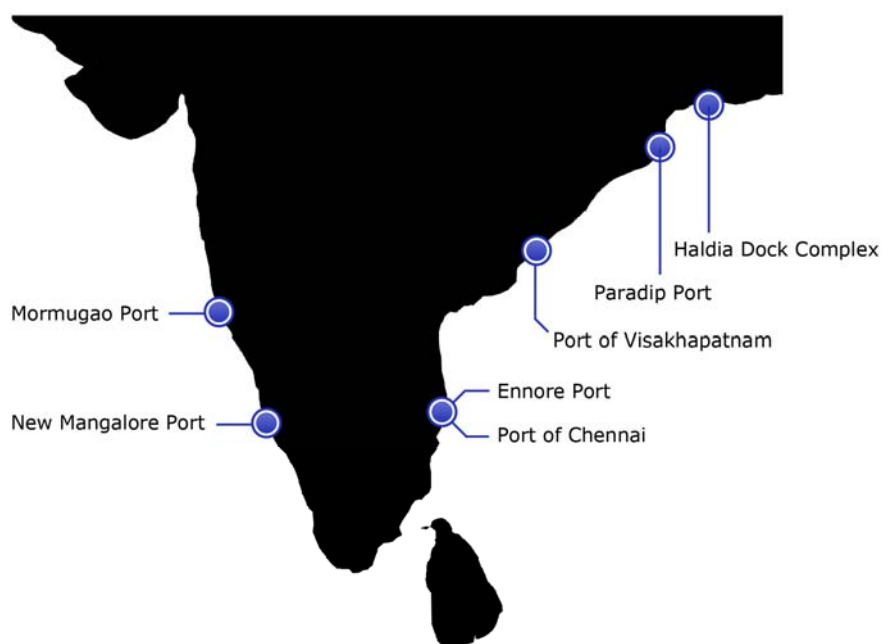 Haldia Dock Complex
Paradip Port
Mormugao Port
Port of Visakhapatnam
Ennore Port
New Mangalore Port
Port of Chennai